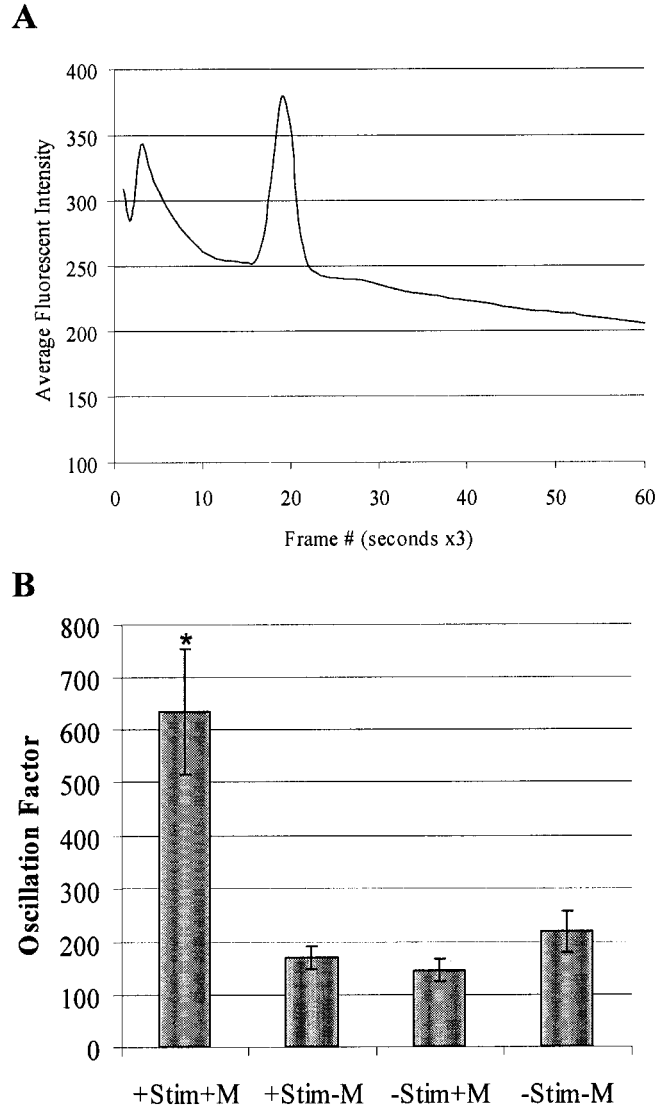 A
Average Fluorescent Intensity
400
350
300
250
200
150
100
0 10 20 30 40 50 60
Frame # (seconds x3)
B
Oscillation Factor
800
700
600
500
400
300
200
100
0
*
+Stim+M +Stim-M -Stim+M -Stim-M